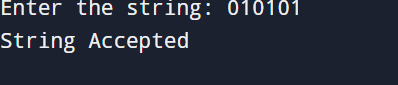 Enter the string: 010101
String Accepted